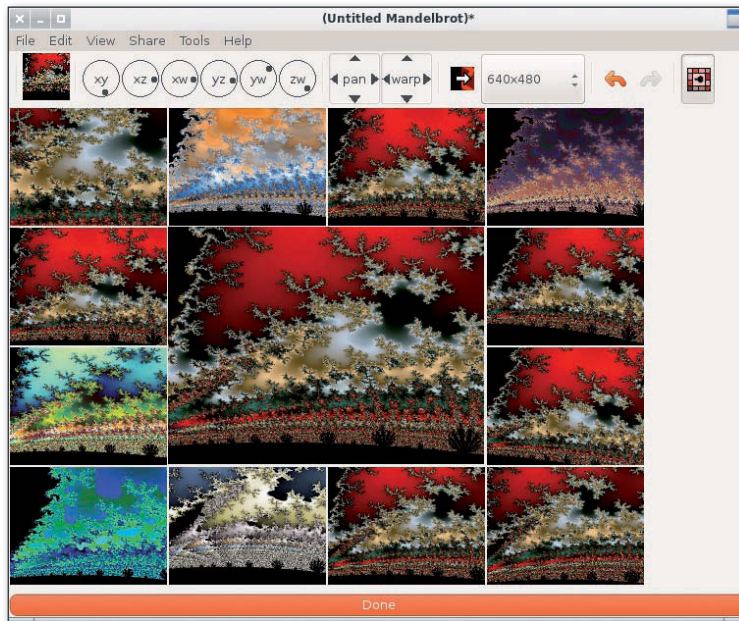 (Untitled Mandelbrot)*
File Edit View Share Tools Help
xy xz xw yz yw zw pan warp 640x480
Done